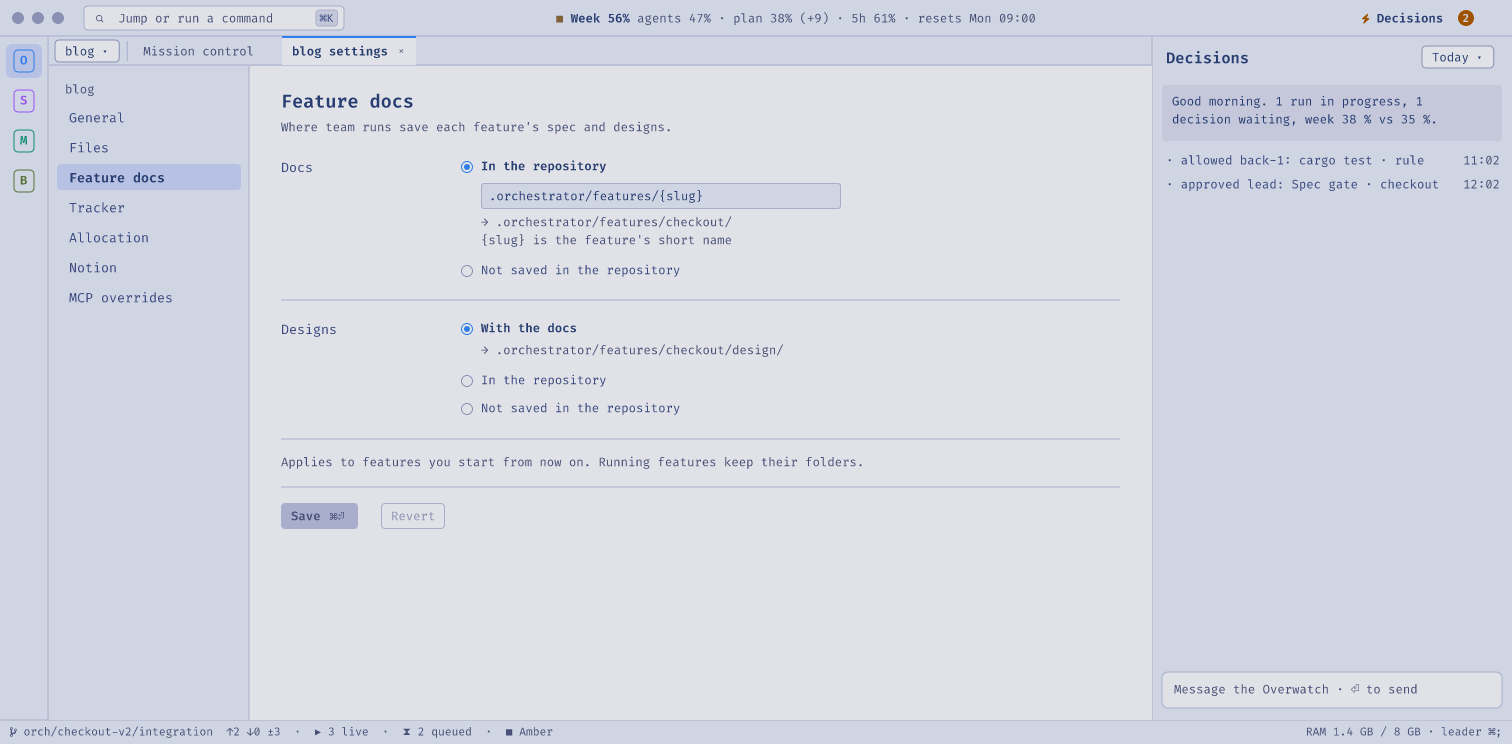 Jump or run a command ⌘K
■ Week 56% agents 47% · plan 38% (+9) · 5h 61% · resets Mon 09:00
Decisions 2
O
S
M
B
blog
Mission control
blog settings ×
blog
General
Files
Feature docs
Tracker
Allocation
Notion
MCP overrides
Feature docs
Where team runs save each feature's spec and designs.
Docs
In the repository
.orchestrator/features/{slug}
→ .orchestrator/features/checkout/
{slug} is the feature's short name
Not saved in the repository
Designs
With the docs
→ .orchestrator/features/checkout/design/
In the repository
Not saved in the repository
Applies to features you start from now on. Running features keep their folders.
Save ⌘⏎
Revert
Decisions
Today
Good morning. 1 run in progress, 1
decision waiting, week 38 % vs 35 %.
· allowed back-1: cargo test · rule 11:02
· approved lead: Spec gate · checkout 12:02
Message the Overwatch · ⏎ to send
orch/checkout-v2/integration ↑2 ↓0 ±3 · ▶ 3 live · ⧗ 2 queued · ■ Amber
RAM 1.4 GB / 8 GB · leader ⌘;